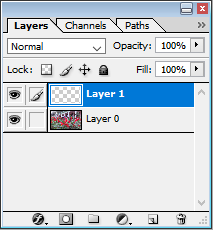 Layers Channels Paths
Normal Opacity: 100%
Lock: Fill: 100%
Layer 1
Layer 0